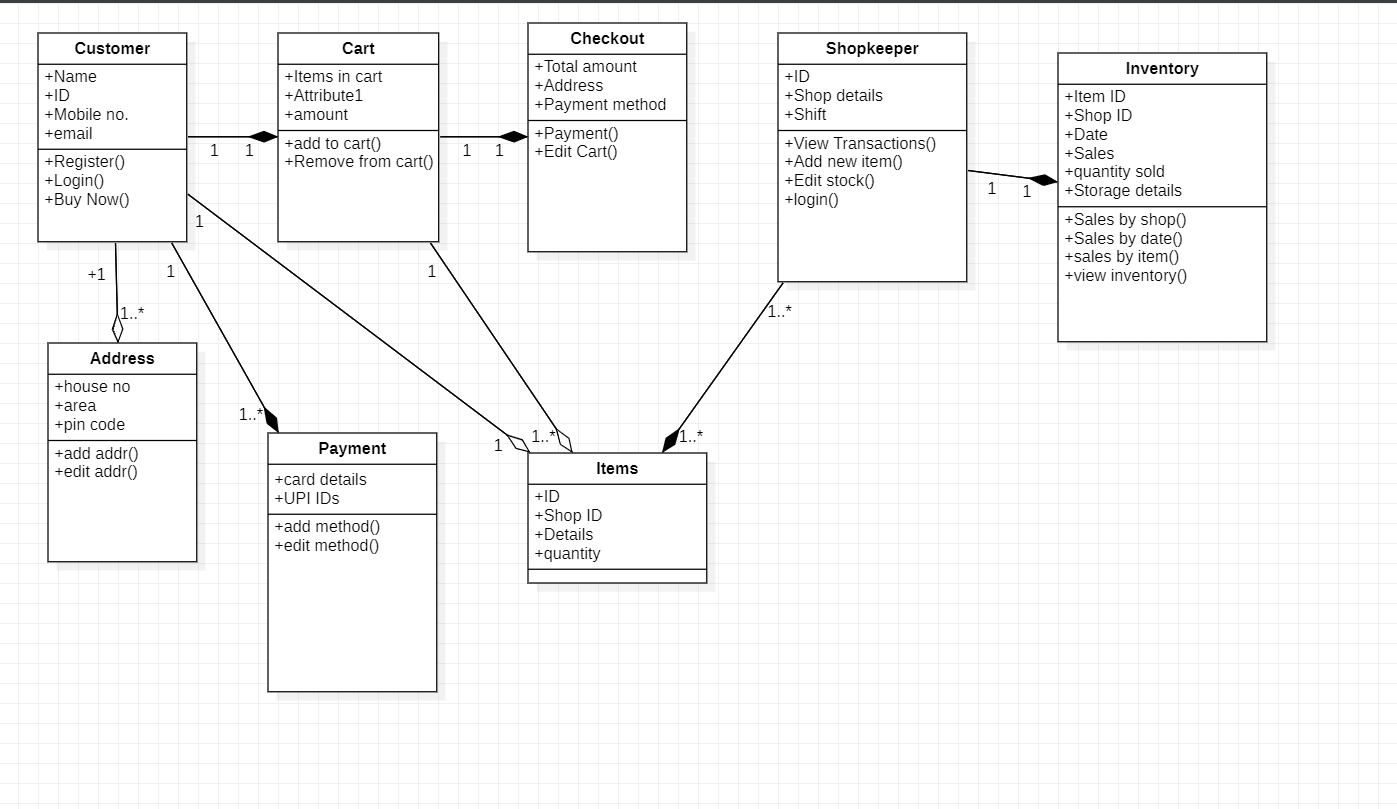 Customer
+Name
+ID
+Mobile no.
+email
+Register()
+Login()
+Buy Now()
Cart
+Items in cart
+Attribute1
+amount
+add to cart()
+Remove from cart()
Checkout
+Total amount
+Address
+Payment method
+Payment()
+Edit Cart()
Shopkeeper
+ID
+Shop details
+Shift
+View Transactions()
+Add new item()
+Edit stock()
+login()
Inventory
+Item ID
+Shop ID
+Date
+Sales
+quantity sold
+Storage details
+Sales by shop()
+Sales by date()
+sales by item()
+view inventory()
1
1
1
1
1
1
1
+1
1
1
1..*
1..*
1..*
1
1..*
1..*
Address
+house no
+area
+pin code
+add addr()
+edit addr()
Payment
+card details
+UPI IDs
+add method()
+edit method()
Items
+ID
+Shop ID
+Details
+quantity